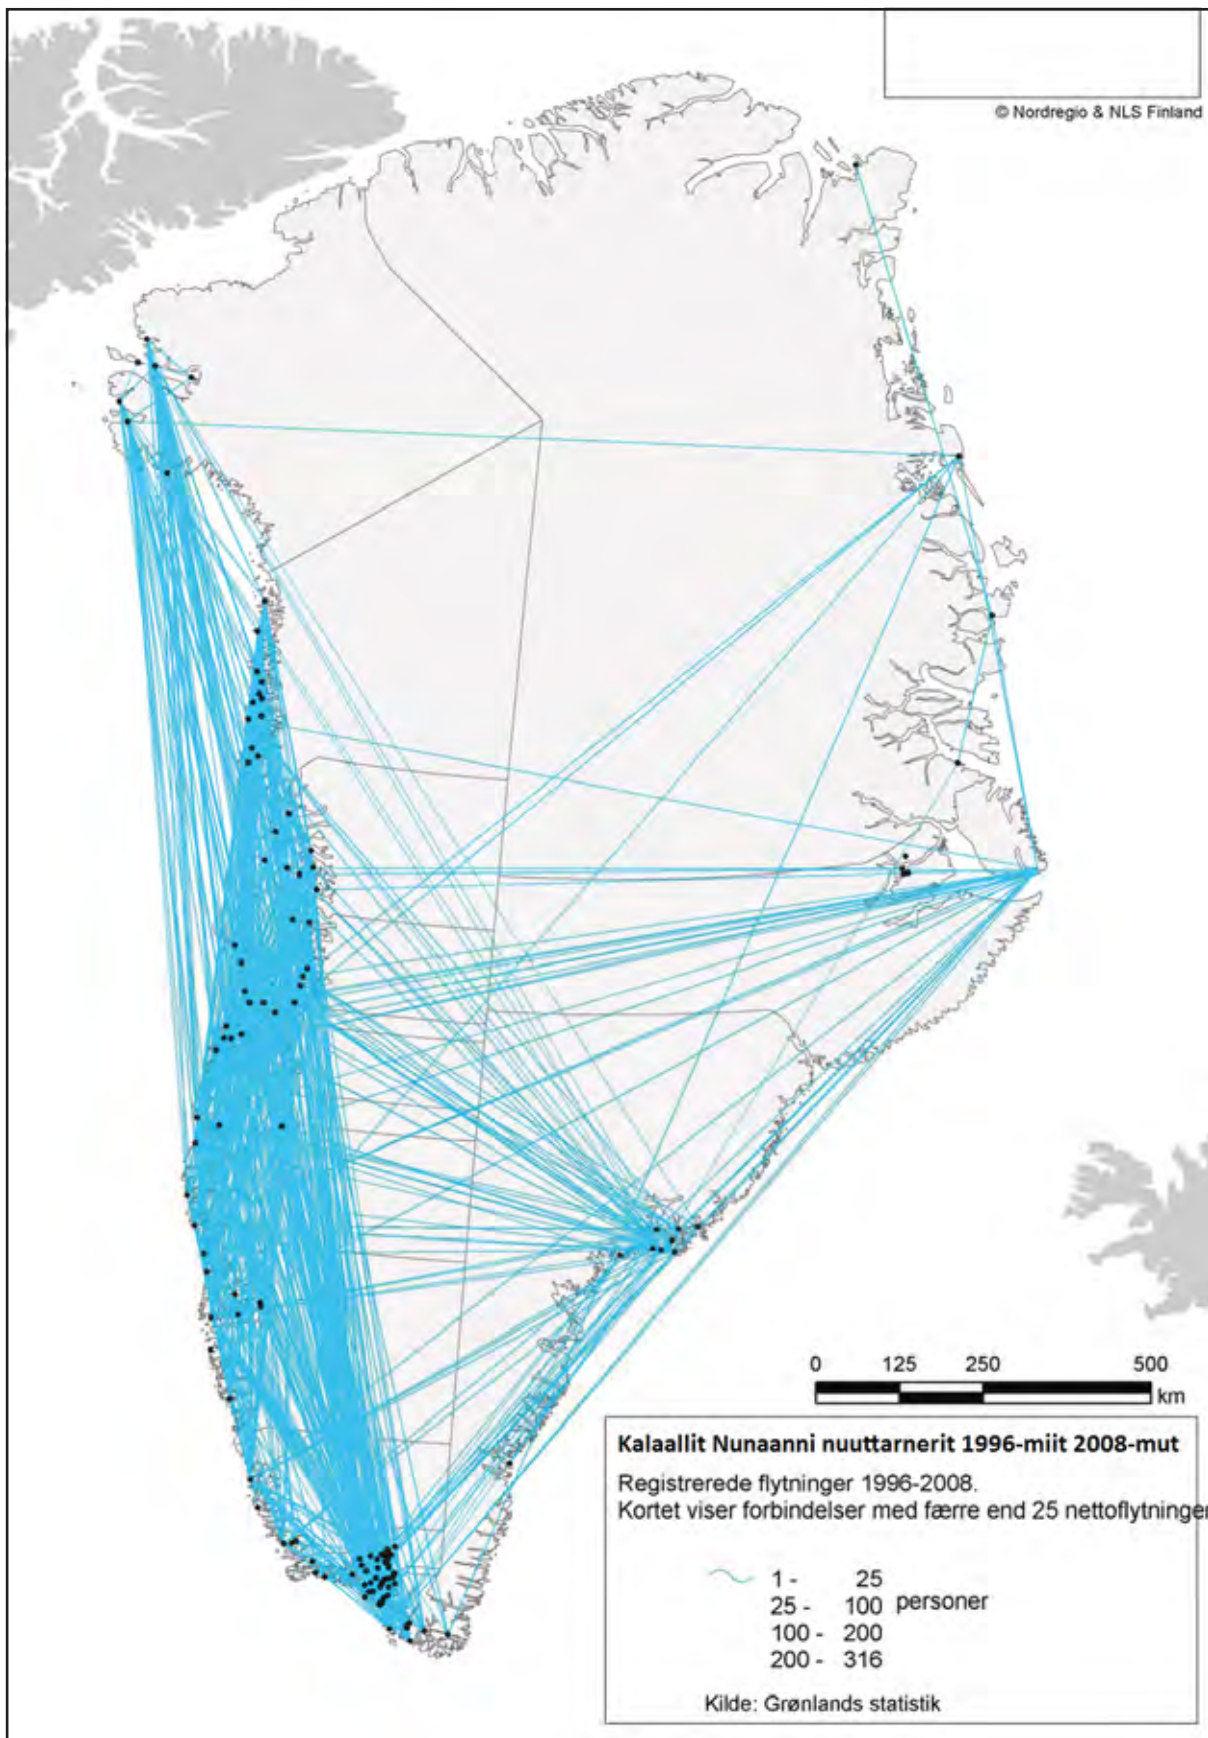 © Nordregio & NLS Finland
0 125 250 500
km
Kalaallit Nunaanni nuuttarnerit 1996-miit 2008-mut
Registrerede flytninger 1996-2008.
Kortet viser forbindelser med færre end 25 nettoflytninger
1 - 25
25 - 100 personer
100 - 200
200 - 316
Kilde: Grønlands statistik